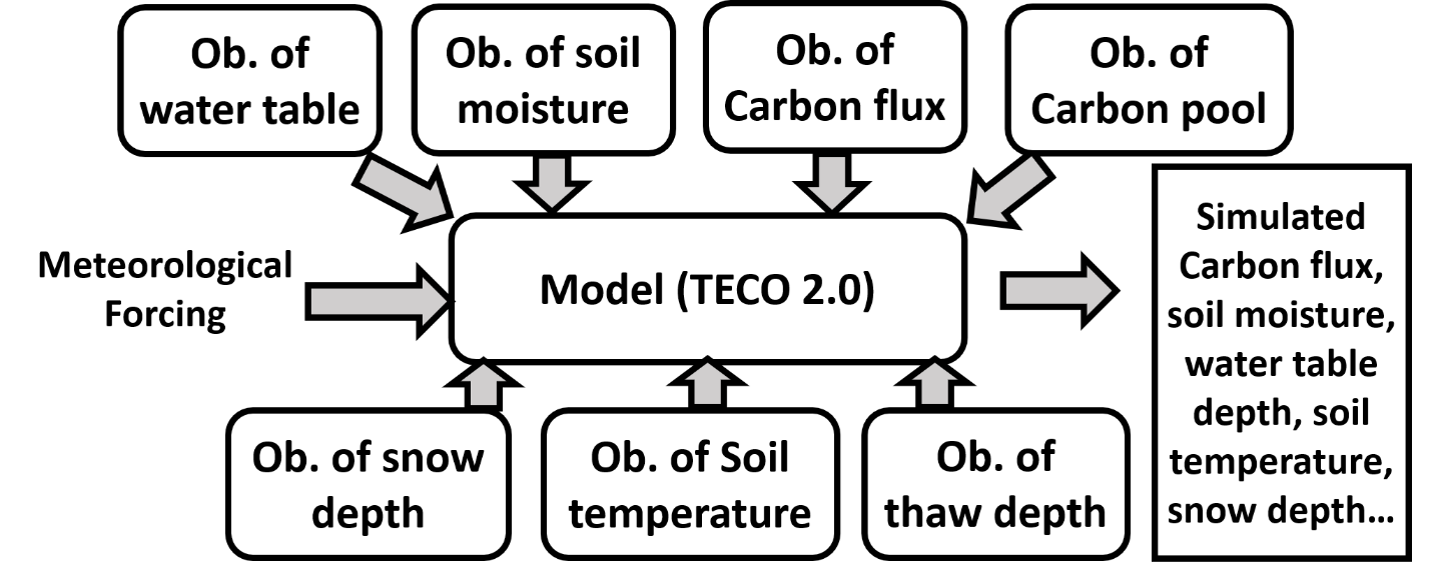 Ob. of
water table
Ob. of soil
moisture
Ob. of
Carbon flux
Ob. of
Carbon pool
Meteorological
Forcing
Model (TECO 2.0)
Simulated
Carbon flux,
soil moisture,
water table
depth, soil
temperature,
snow depth...
Ob. of snow
depth
Ob. of Soil
temperature
Ob. of
thaw depth